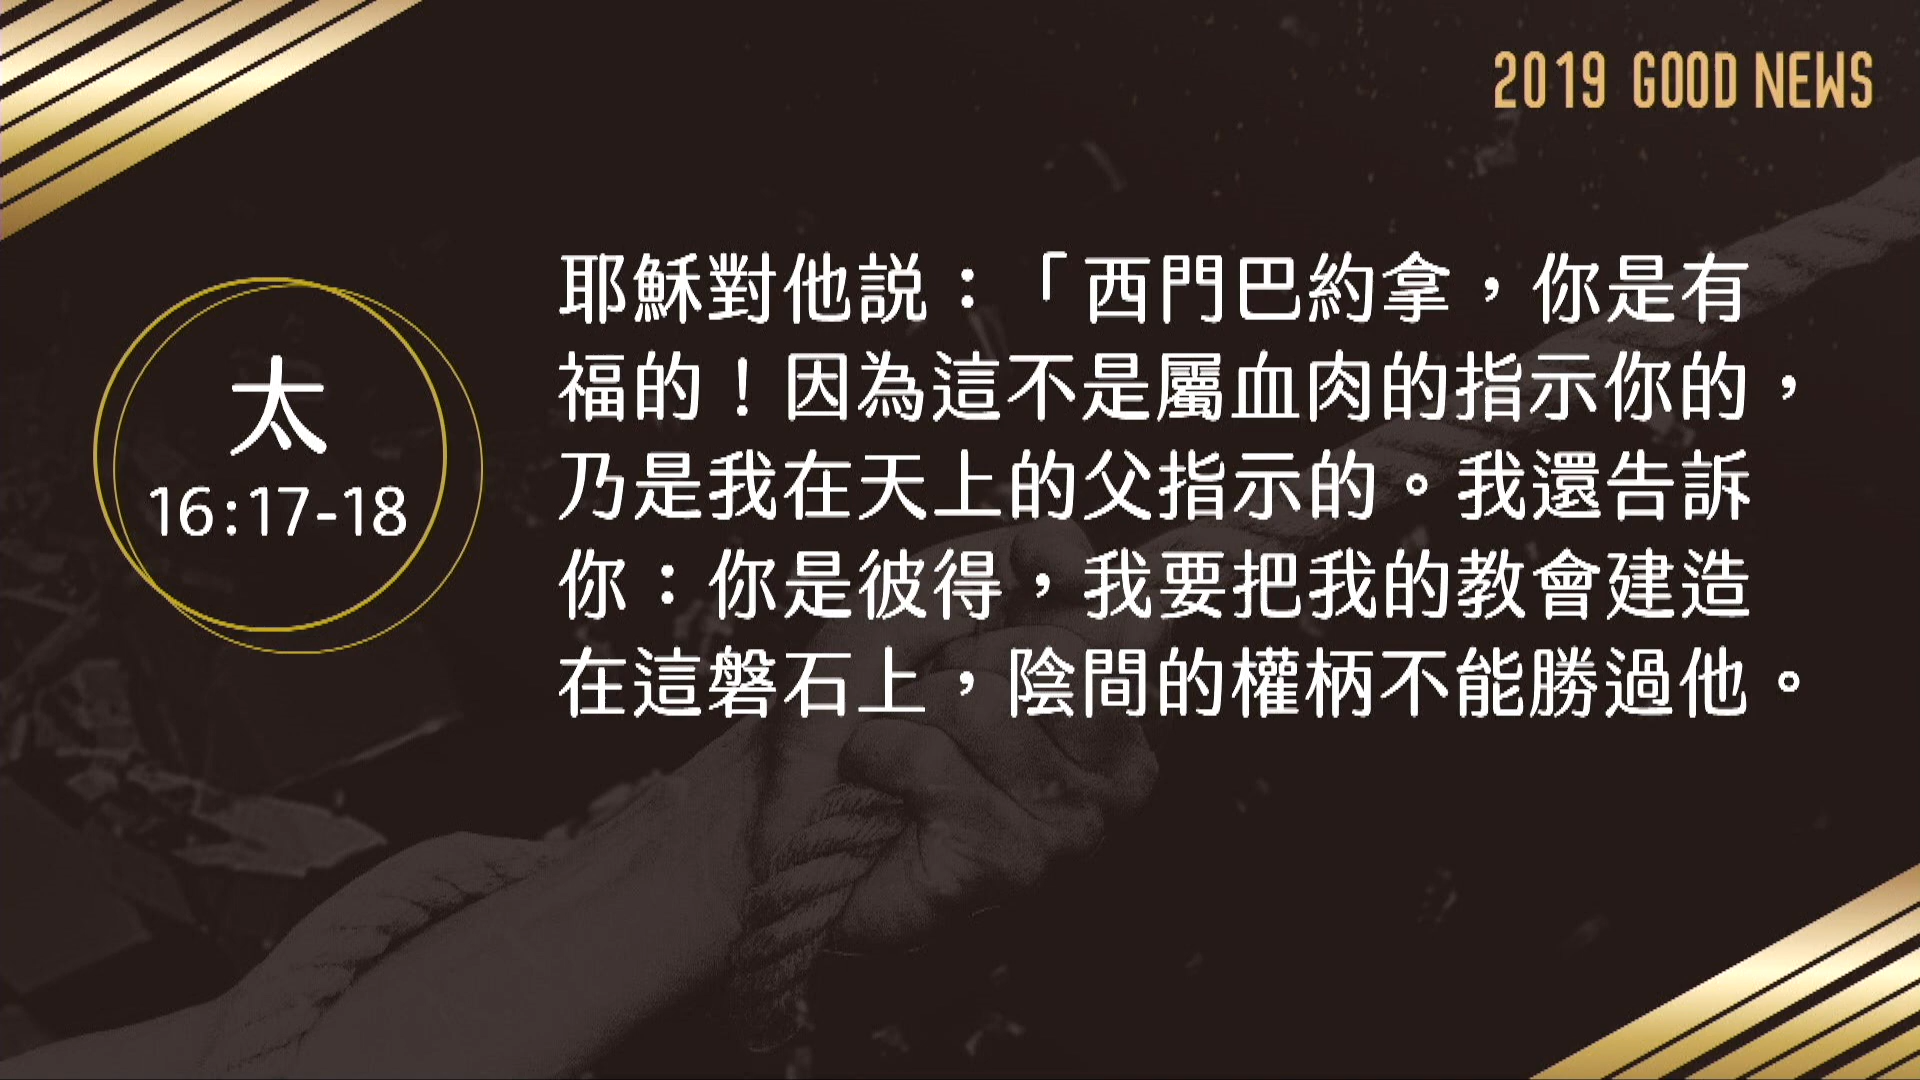 2019 GOOD NEWS
太
16:17-18
耶穌對他説：「西門巴約拿，你是有
福的！因為這不是屬血肉的指示你的，
乃是我在天上的父指示的。我還告訴
你：你是彼得，我要把我的教會建造
在這磐石上，陰間的權柄不能勝過他。